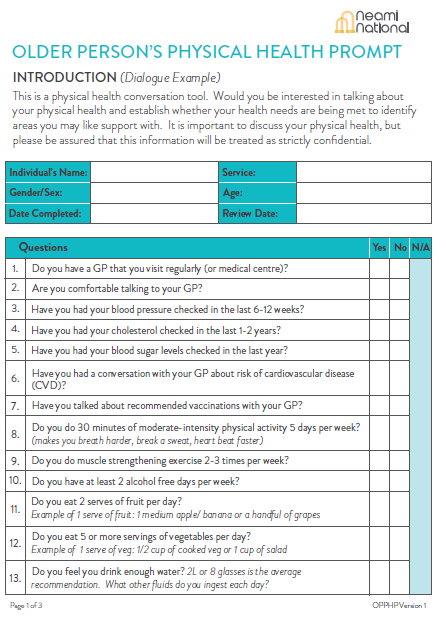 neami
national
OLDER PERSON'S PHYSICAL HEALTH PROMPT
INTRODUCTION (Dialogue Example)
This is a physical health conversation tool. Would you be interested in talking about
your physical health and establish whether your health needs are being met to identify
areas you may like support with. It is important to discuss your physical health, but
please be assured that this information will be treated as strictly confidential.
Individual's Name: Service:
Gender/Sex: Age:
Date Completed: Review Date:
Questions Yes No N/A
1. Do you have a GP that you visit regularly (or medical centre)?
2. Are you comfortable talking to your GP?
3. Have you had your blood pressure checked in the last 6-12 weeks?
4. Have you had your cholesterol checked in the last 1-2 years?
5. Have you had your blood sugar levels checked in the last year?
6. Have you had a conversation with your GP about risk of cardiovascular disease
(CVD)?
7. Have you talked about recommended vaccinations with your GP?
8. Do you do 30 minutes of moderate-intensity physical activity 5 days per week?
(makes you breath harder, break a sweat, heart beat faster)
9. Do you do muscle strengthening exercise 2-3 times per week?
10. Do you have at least 2 alcohol free days per week?
11. Do you eat 2 serves of fruit per day?
Example of 1 serve of fruit: 1 medium apple/ banana or a handful of grapes
12. Do you eat 5 or more servings of vegetables per day?
Example of 1 serve of veg: 1/2 cup of cooked veg or 1 cup of salad
13. Do you feel you drink enough water? 2L or 8 glasses is the average
recommendation. What other fluids do you ingest each day?
Page 1 of 3 OPPHP Version 1